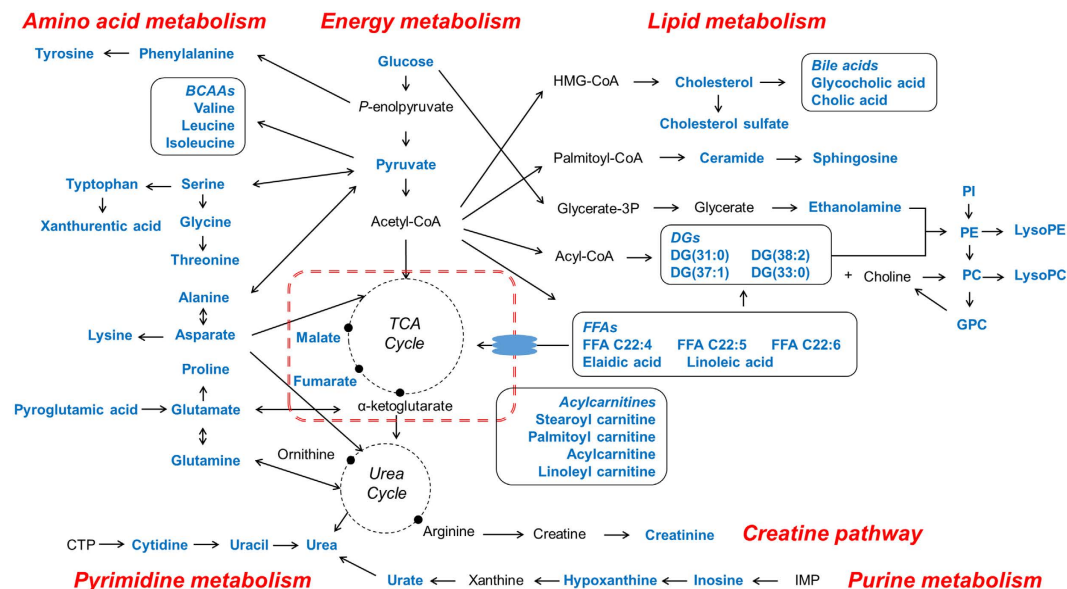 Amino acid metabolism
Energy metabolism
Lipid metabolism
Tyrosine
Phenylalanine
Glucose
HMG-CoA
Cholesterol
Bile acids
Glycocholic acid
Cholic acid
BCAAs
Valine
Leucine
Isoleucine
P-enolpyruvate
Cholesterol sulfate
Pyruvate
Palmitoyl-CoA
Ceramide
Sphingosine
Typtophan
Serine
Xanthurentic acid
Glycine
Threonine
Acetyl-CoA
Glycerate-3P
Glycerate
Ethanolamine
PI
PE
LysoPE
Acyl-CoA
DGs
DG(31:0) DG(38:2)
DG(37:1) DG(33:0)
+ Choline
PC
LysoPC
GPC
Alanine
Lysine
Asparate
Malate
TCA
Cycle
FFAs
FFA C22:4 FFA C22:5 FFA C22:6
Elaidic acid Linoleic acid
Proline
Fumarate
Pyroglutamic acid
Glutamate
α-ketoglutarate
Acylcarnitines
Stearoyl carnitine
Palmitoyl carnitine
Acylcarnitine
Linoleyl carnitine
Glutamine
Ornithine
Urea
Cycle
Arginine
Creatine
Creatinine
Creatine pathway
CTP
Cytidine
Uracil
Urea
Pyrimidine metabolism
Urate
Xanthine
Hypoxanthine
Inosine
IMP
Purine metabolism